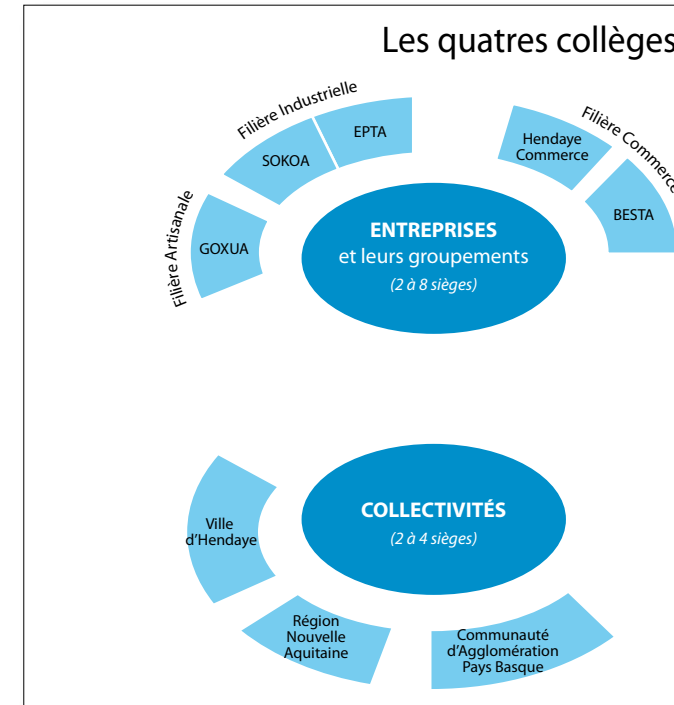 Les quatres collèges
Filière Industrielle
EPTA
SOKOA
Filière Artisanale
GOXUA
Filière Commerce
Hendaye
Commerce
BESTA
ENTREPRISES
et leurs groupements
(2 à 8 sièges)
COLLECTIVITÉS
(2 à 4 sièges)
Ville
d’Hendaye
Région
Nouvelle
Aquitaine
Communauté
d’Agglomération
Pays Basque